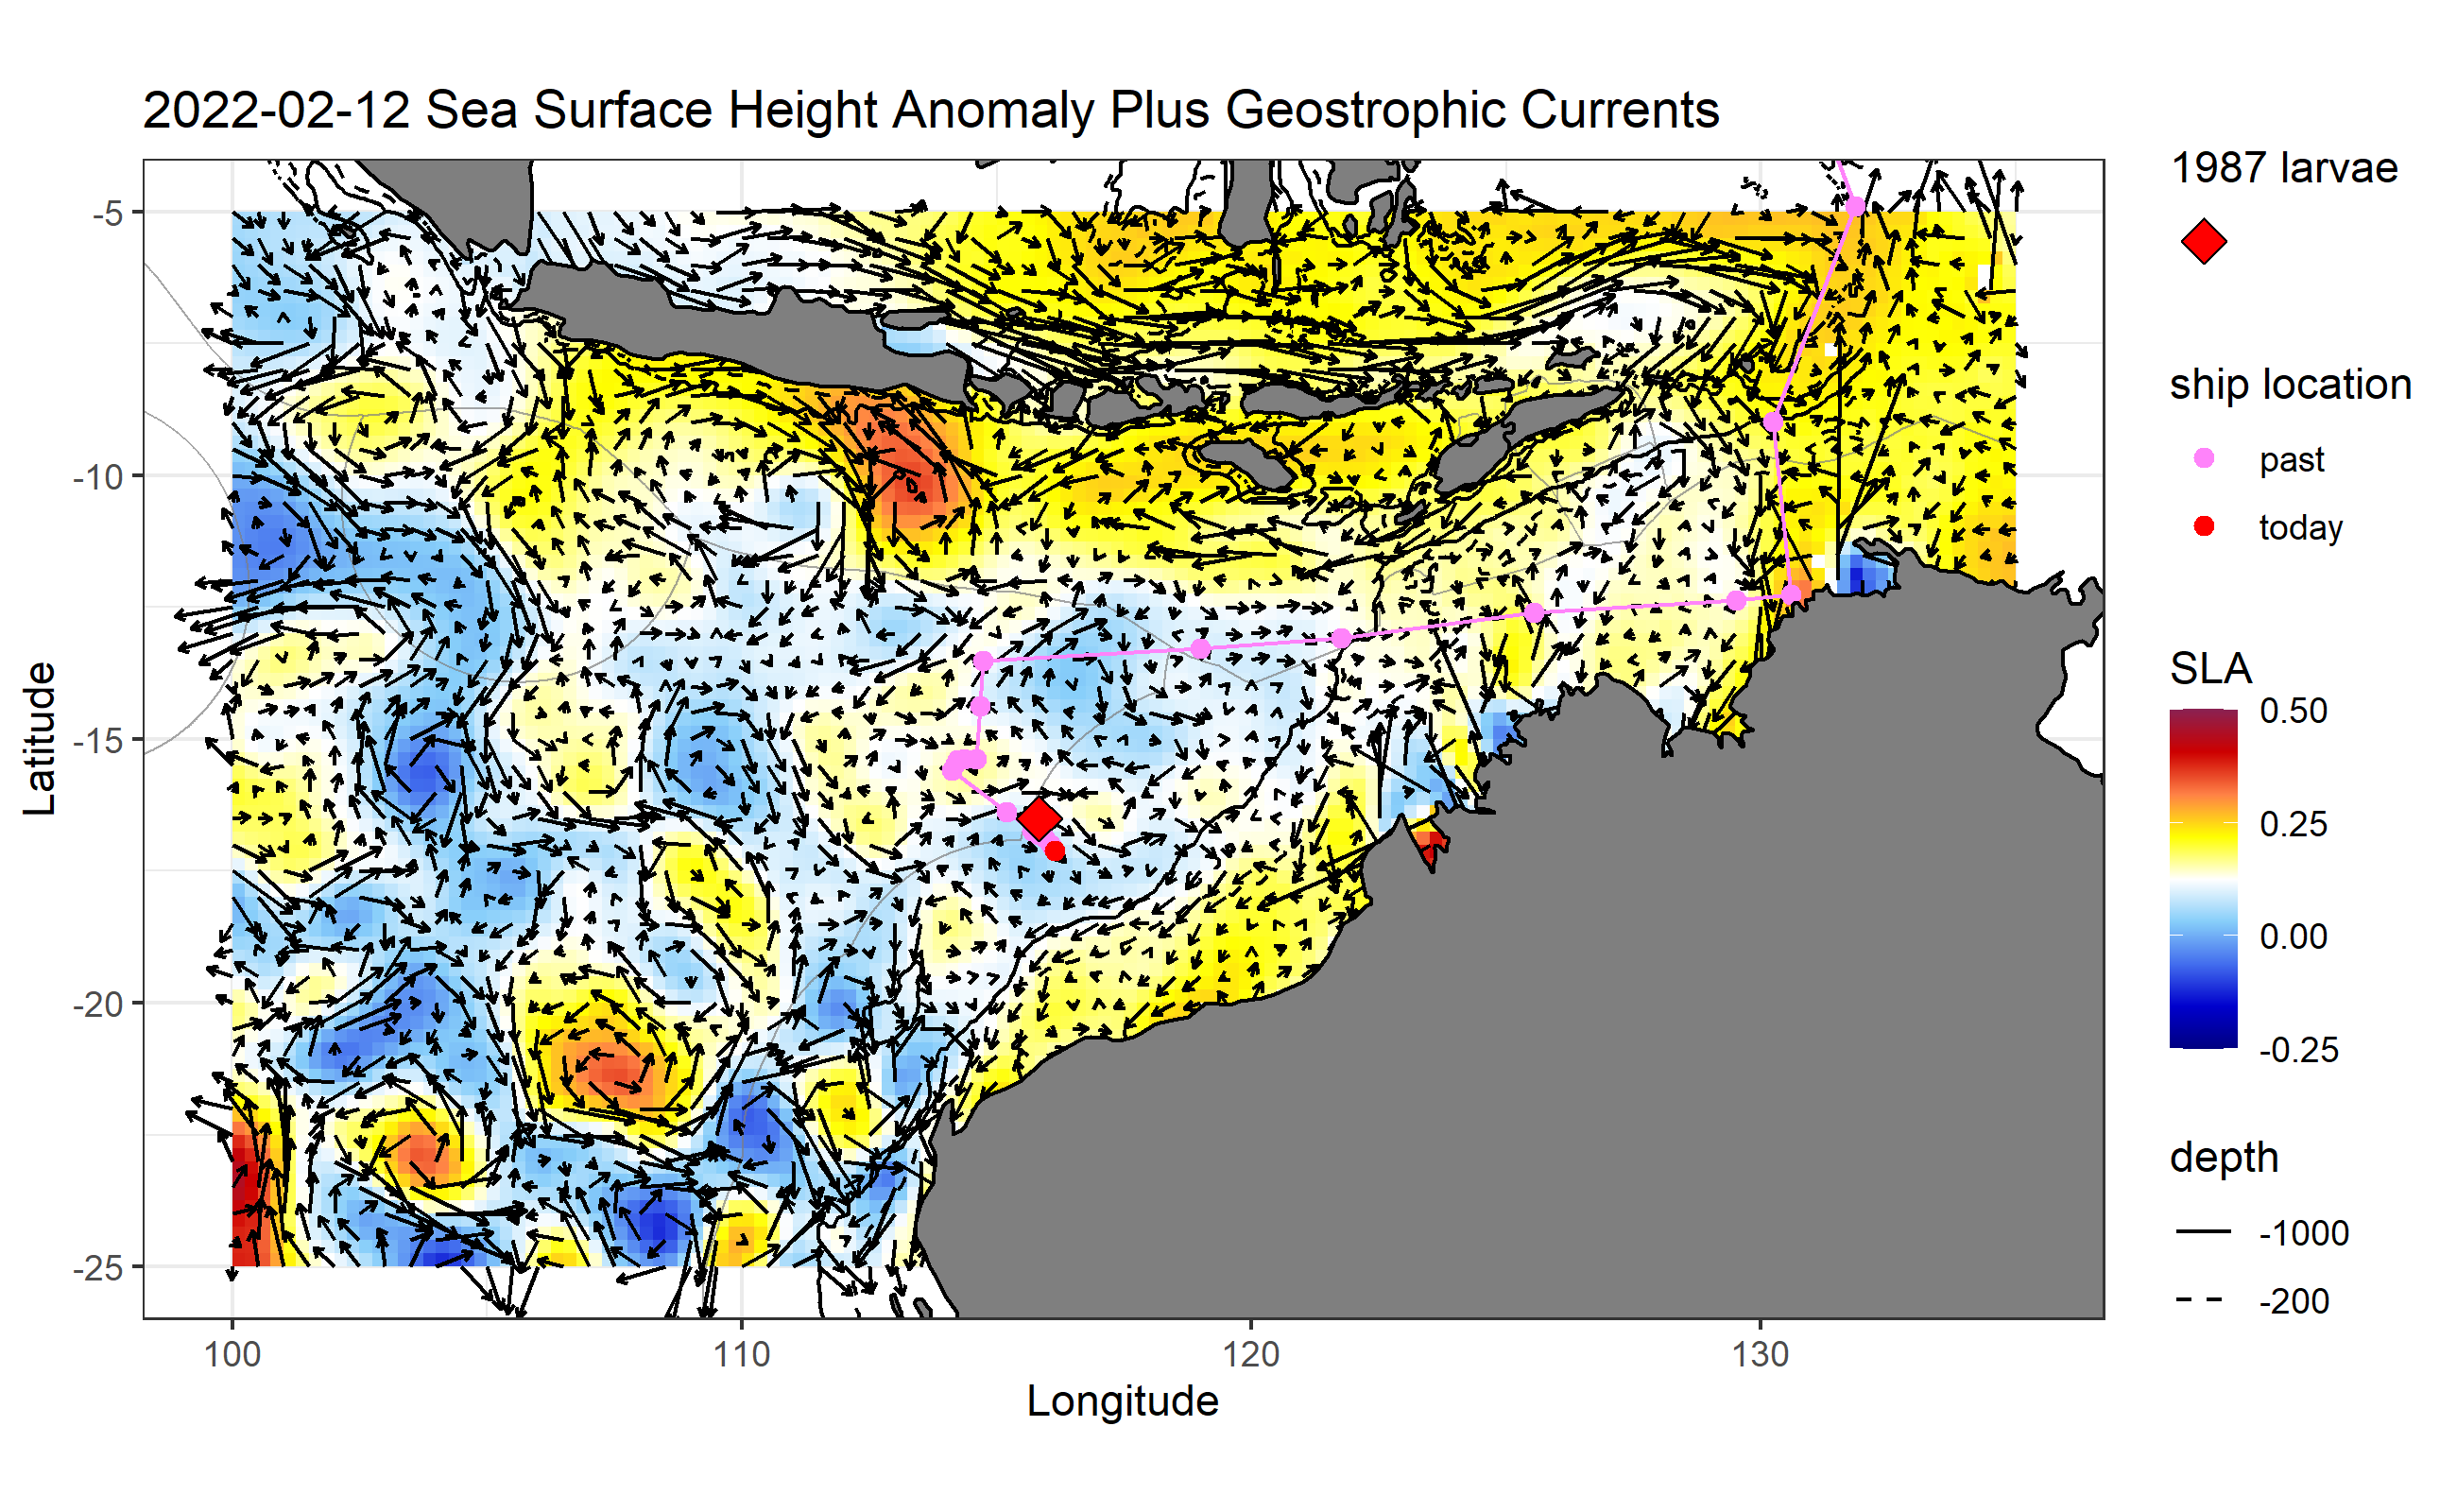 2022-02-12 Sea Surface Height Anomaly Plus Geostrophic Currents
Latitude
-5
-10
-15
-20
-25
100
110
120
130
Longitude
1987 larvae
ship location
past
today
SLA
0.50
0.25
0.00
-0.25
depth
-1000
-200